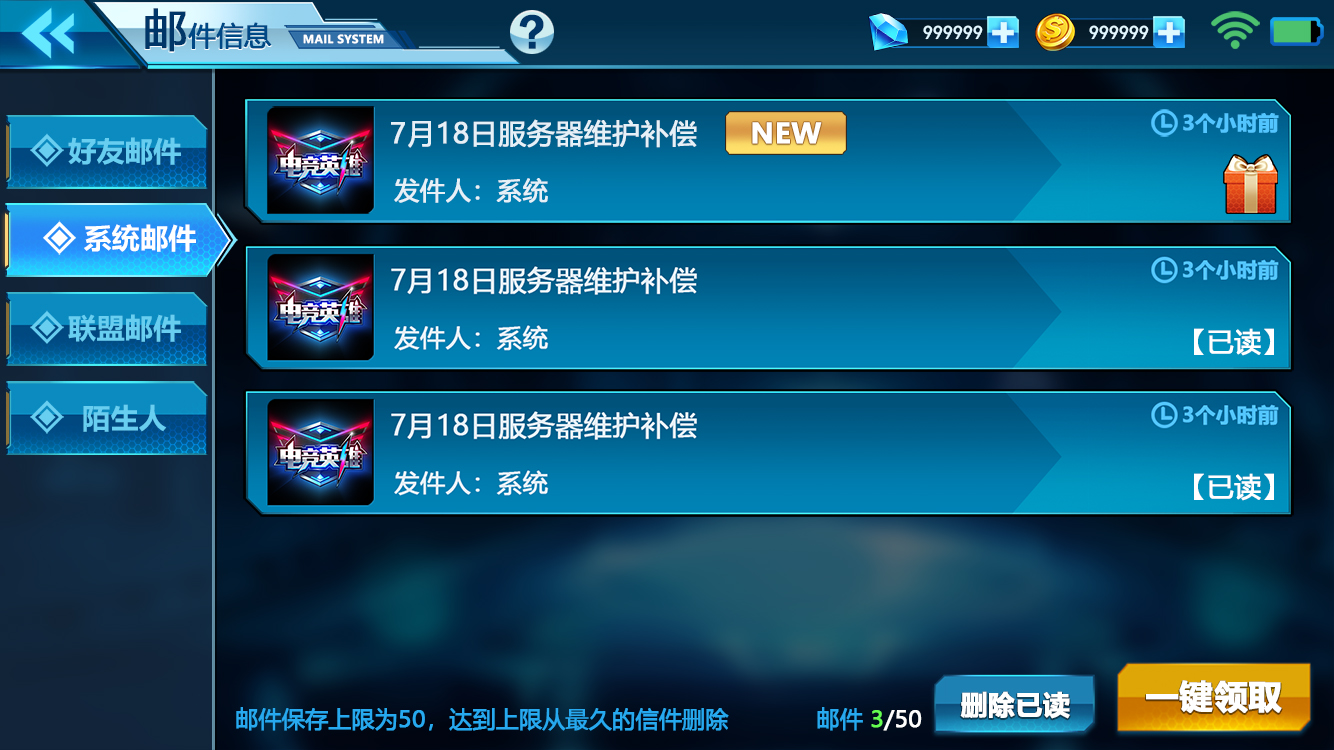 邮件信息
MAIL SYSTEM
?
999999
999999
好友邮件
系统邮件
联盟邮件
陌生人
电竞英雄
7月18日服务器维护补偿
NEW
3个小时前
发件人：系统
电竞英雄
7月18日服务器维护补偿
3个小时前
发件人：系统
【已读】
电竞英雄
7月18日服务器维护补偿
3个小时前
发件人：系统
【已读】
邮件保存上限为50，达到上限从最久的信件删除
邮件 3/50
删除已读
一键领取